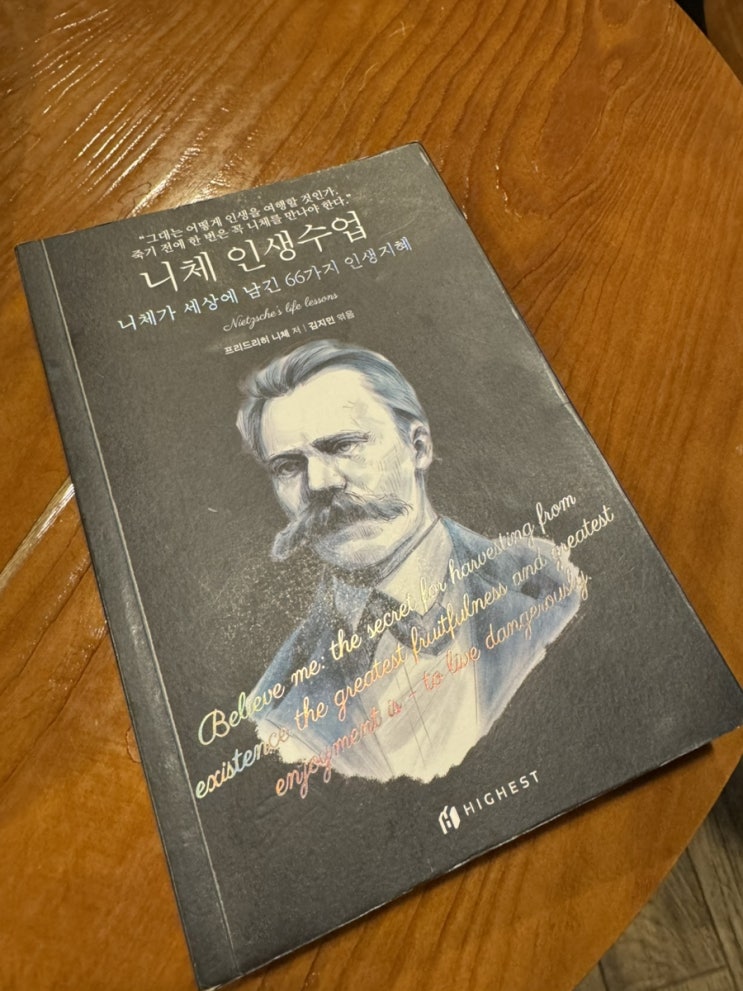 “그대는 어떻게 인생을 여행할 것인가,
죽기 전에 한 번은 꼭 니체를 만나야 한다.”
니체 인생수업
니체가 세상에 남긴 66가지 인생지혜
Nietzsche's life lessons
프리드리히 니체 저 | 김지민 엮음
Believe me: the secret for harvesting from
existence the greatest fruitfulness and greatest
enjoyment is - to live dangerously.
HIGHEST